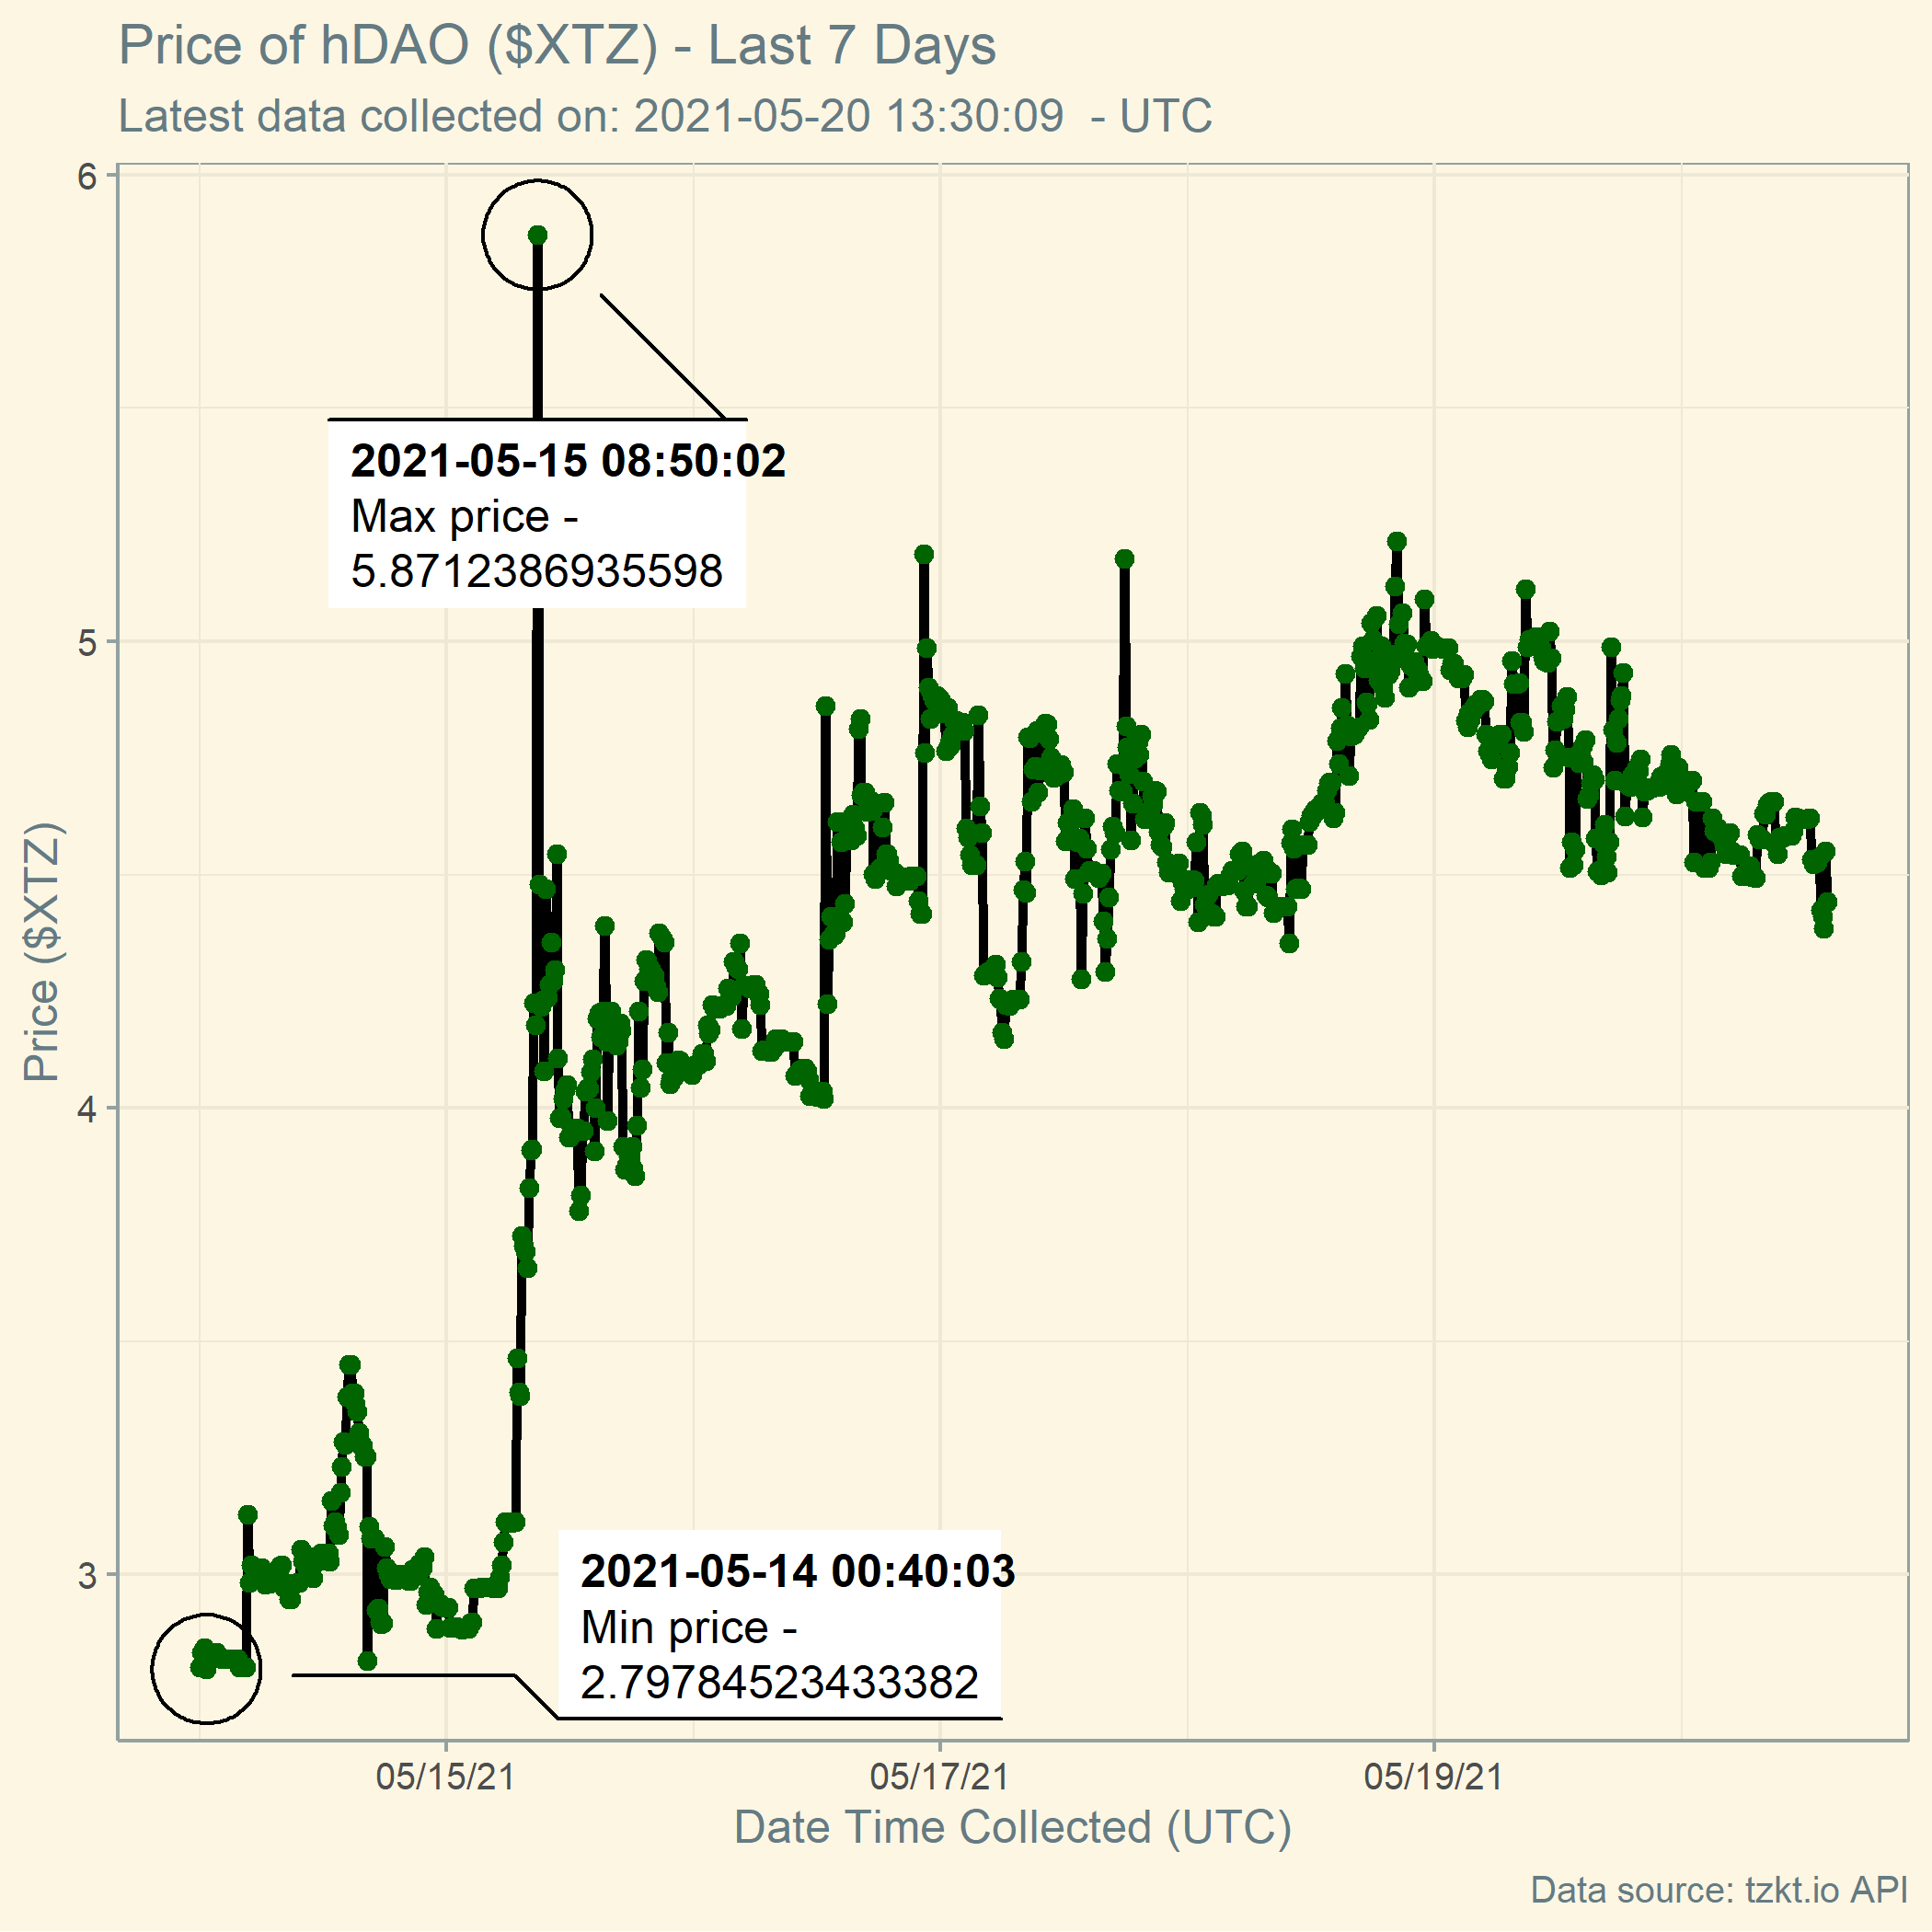 Price of hDAO ($XTZ) - Last 7 Days
Latest data collected on: 2021-05-20 13:30:09  - UTC
6
5
4
3
Price ($XTZ)
2021-05-15 08:50:02
Max price -
5.8712386935598
2021-05-14 00:40:03
Min price -
2.79784523433382
05/15/21
05/17/21
05/19/21
Date Time Collected (UTC)
Data source: tzkt.io API